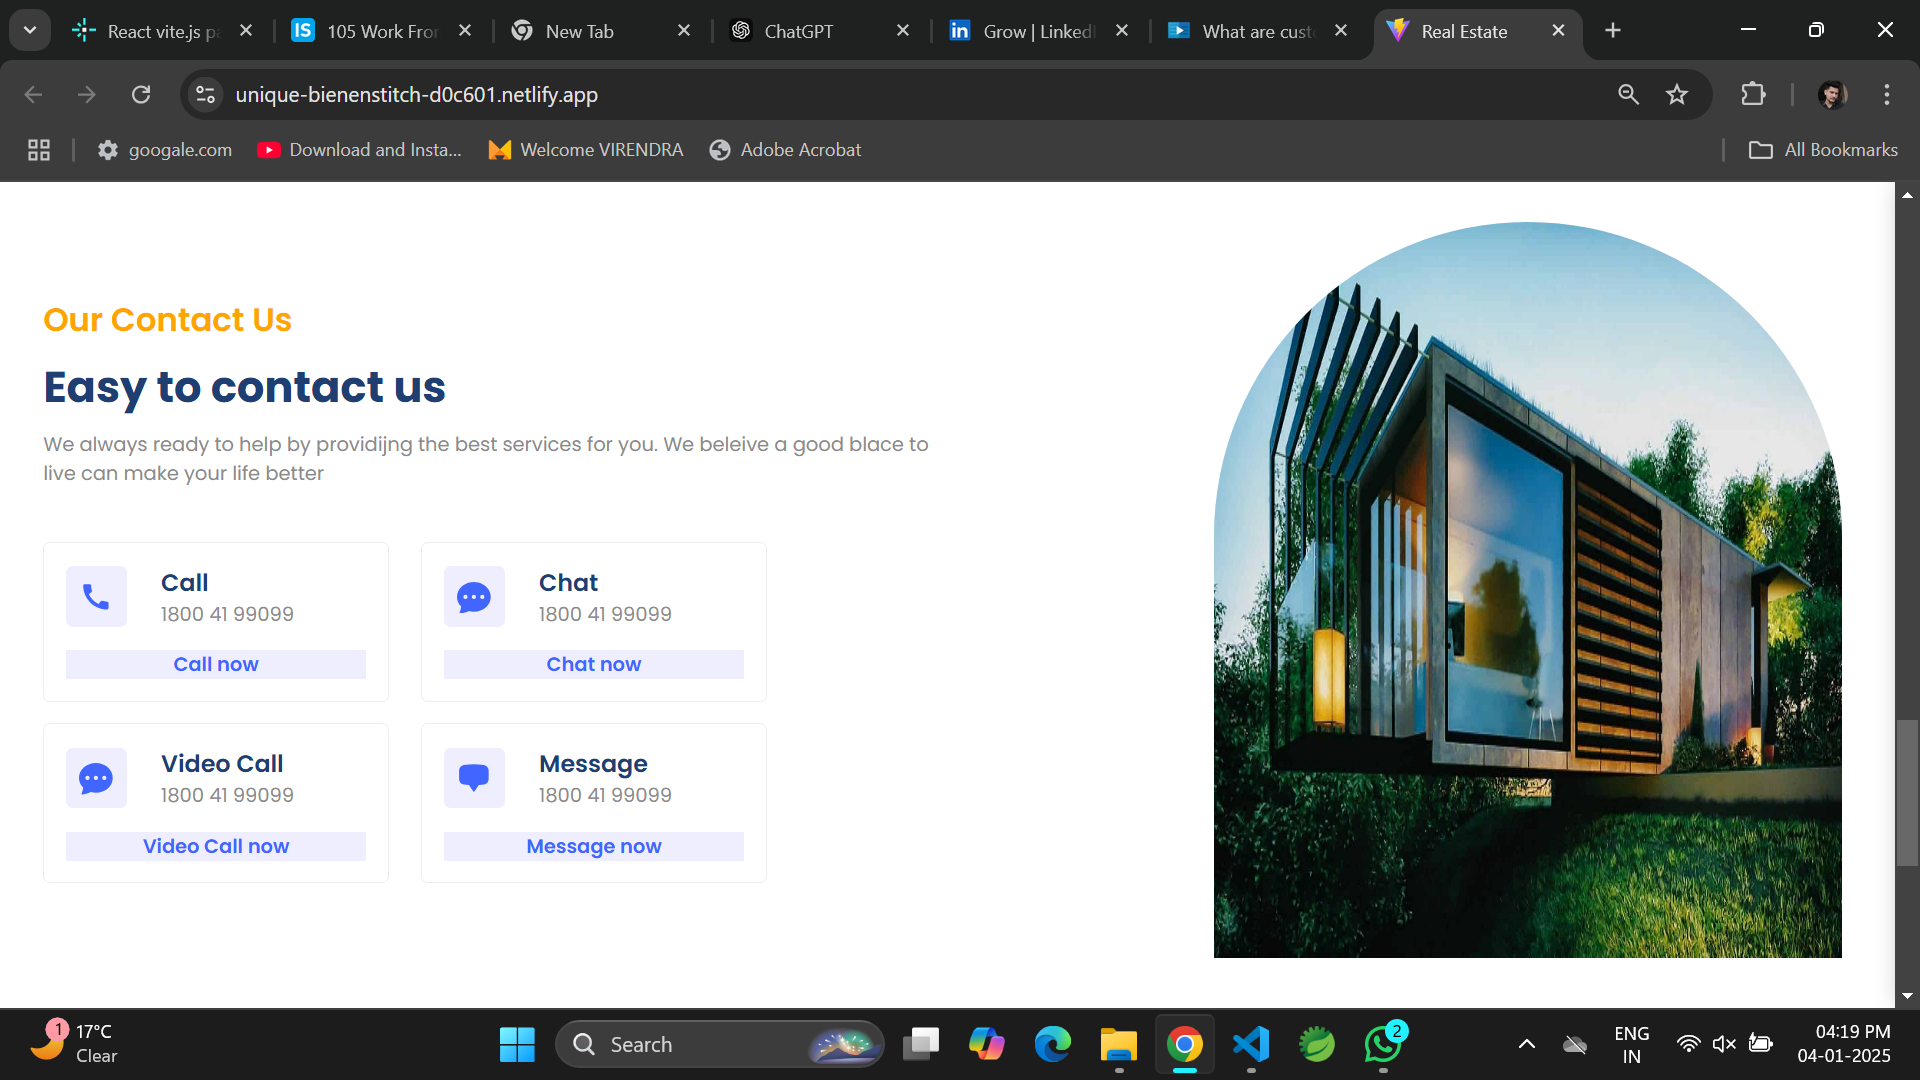 React vite.js pa
IS
105 Work Fror
New Tab
ChatGPT
in
Grow | LinkedI
What are custo
Real Estate
unique-bienenstitch-d0c601.netlify.app
googale.com
Download and Insta...
Welcome VIRENDRA
Adobe Acrobat
All Bookmarks
Our Contact Us
Easy to contact us
We always ready to help by providijng the best services for you. We beleive a good blace to
live can make your life better
Call
1800 41 99099
Call now
Chat
1800 41 99099
Chat now
Video Call
1800 41 99099
Video Call now
Message
1800 41 99099
Message now
1
17°C
Clear
Search
2
ENG
IN
04:19 PM
04-01-2025